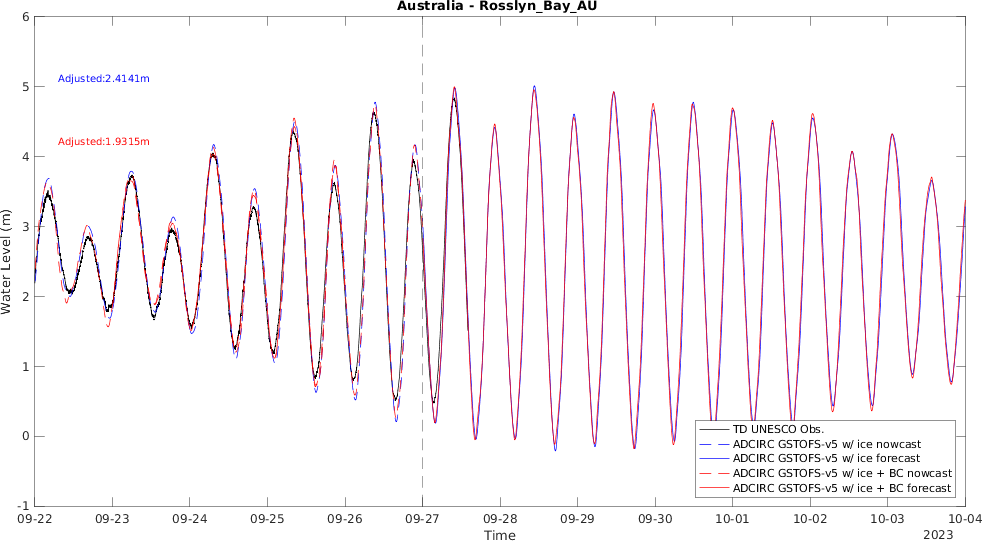 Australia - Rosslyn_Bay_AU
6
5
4
3
2
1
0
-1
Water Level (m)
Adjusted:2.4141m
Adjusted:1.9315m
TD UNESCO Obs.
ADCIRC GSTOFS-v5 w/ ice nowcast
ADCIRC GSTOFS-v5 w/ ice forecast
ADCIRC GSTOFS-v5 w/ ice + BC nowcast
ADCIRC GSTOFS-v5 w/ ice + BC forecast
09-22 09-23 09-24 09-25 09-26 09-27 09-28 09-29 09-30 10-01 10-02 10-03 10-04
Time
2023